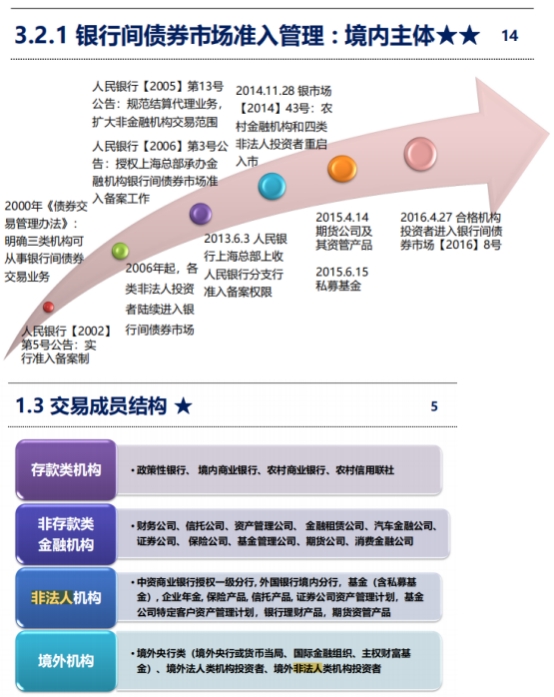 3.2.1 银行间债券市场准入管理：境内主体★★ 14
人民银行【2005】第13号
公告：规范结算代理业务，
扩大非金融机构交易范围
人民银行【2006】第3号公
告：授权上海总部承办金
融机构银行间债券市场准
入备案工作
2014.11.28 银市场
【2014】43号：农
村金融机构和四类
非法人投资者重启
入市
2000年《债券交
易管理办法》：
明确三类机构可
从事银行间债券
交易业务
2006年起，各
类非法人投资
者陆续进入银
行间债券市场
2013.6.3 人民银
行上海总部上收
人民银行分支行
准入备案权限
2015.4.14
期货公司及
其资管产品
2015.6.15
私募基金
2016.4.27 合格机构
投资者进入银行间债
券市场【2016】8号
人民银行【2002】
第5号公告：实
行准入备案制
1.3 交易成员结构 ★ 5
存款类机构
• 政策性银行、 境内商业银行、农村商业银行、农村信用联社
非存款类
金融机构
• 财务公司、信托公司、资产管理公司、 金融租赁公司、汽车金融公司、
证券公司、 保险公司、基金管理公司、期货公司、消费金融公司
非法人机构
• 中资商业银行授权一级分行, 外国银行境内分行， 基金（含私募基
金）, 企业年金, 保险产品, 信托产品, 证券公司资产管理计划，基金
公司特定客户资产管理计划，银行理财产品，期货资管产品
境外机构
• 境外央行类（境外央行或货币当局、国际金融组织、主权财富基
金）、境外法人类机构投资者、境外非法人类机构投资者